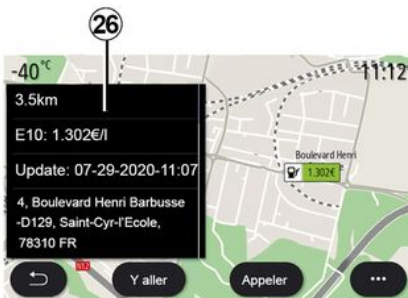 26
-40°C
11:12
3.5km
E10: 1.302€/l
Update: 07-29-2020-11:07
4, Boulevard Henri Barbusse
-D129, Saint-Cyr-l'Ecole,
78310 FR
Boulevard Henri
1.302€
N12
Y aller
Appeler
...